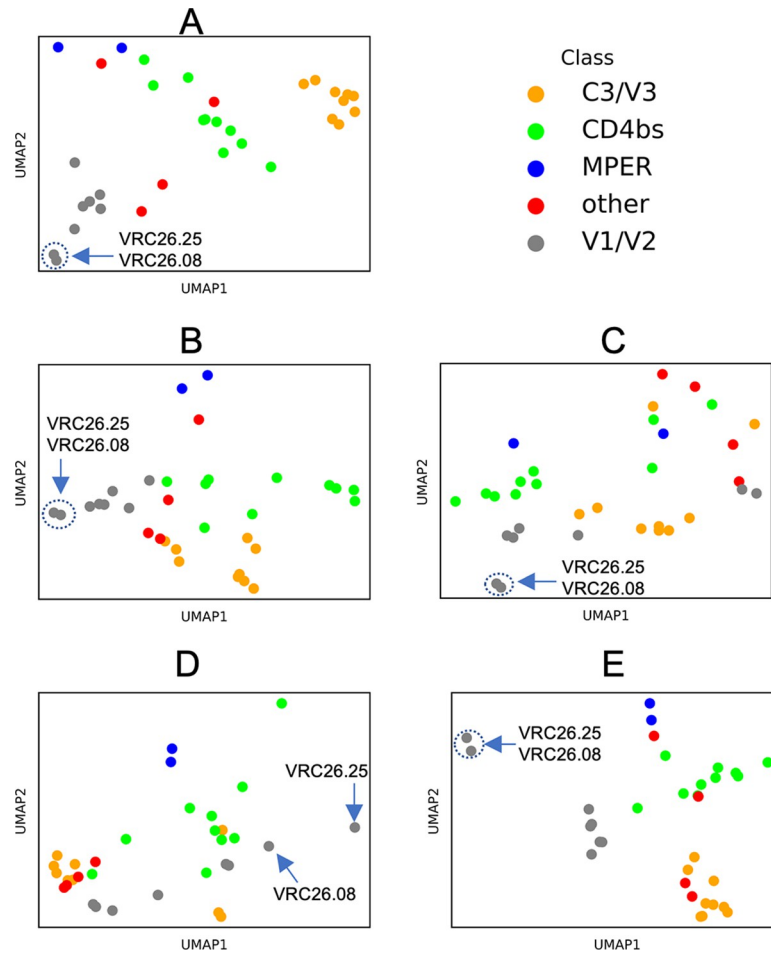 A
UMAP2
VRC26.25
VRC26.08
UMAP1
Class
C3/V3
CD4bs
MPER
other
V1/V2
B
UMAP2
VRC26.25
VRC26.08
UMAP1
C
UMAP2
VRC26.25
VRC26.08
UMAP1
D
UMAP2
VRC26.25
VRC26.08
UMAP1
E
UMAP2
VRC26.25
VRC26.08
UMAP1